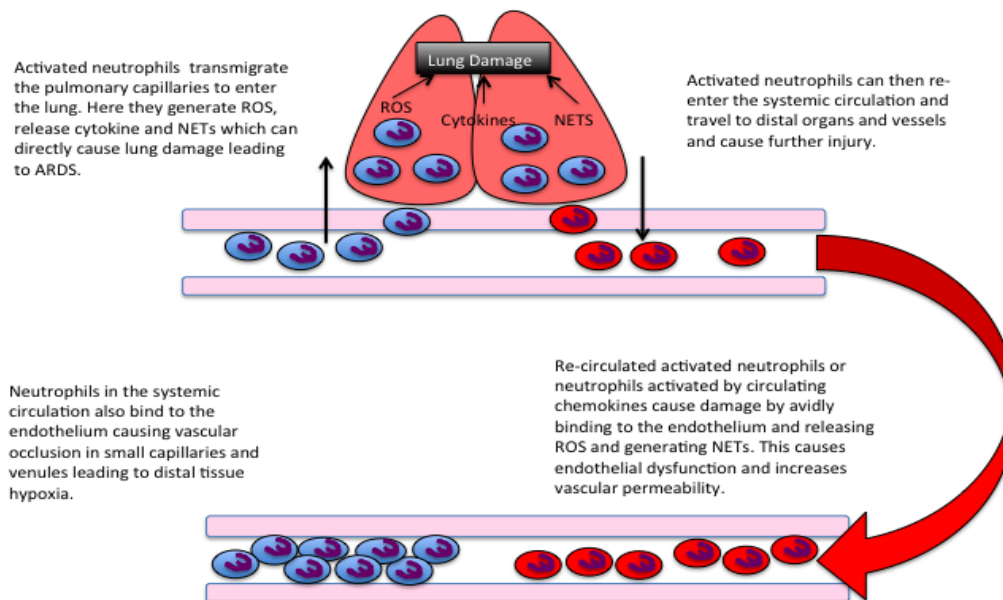 Activated neutrophils transmigrate
the pulmonary capillaries to enter
the lung. Here they generate ROS,
release cytokine and NETs which can
directly cause lung damage leading
to ARDS.
Lung Damage
ROS
Cytokines
NETS
Activated neutrophils can then re-
enter the systemic circulation and
travel to distal organs and vessels
and cause further injury.
Neutrophils in the systemic
circulation also bind to the
endothelium causing vascular
occlusion in small capillaries and
venules leading to distal tissue
hypoxia.
Re-circulated activated neutrophils or
neutrophils activated by circulating
chemokines cause damage by avidly
binding to the endothelium and releasing
ROS and generating NETs. This causes
endothelial dysfunction and increases
vascular permeability.